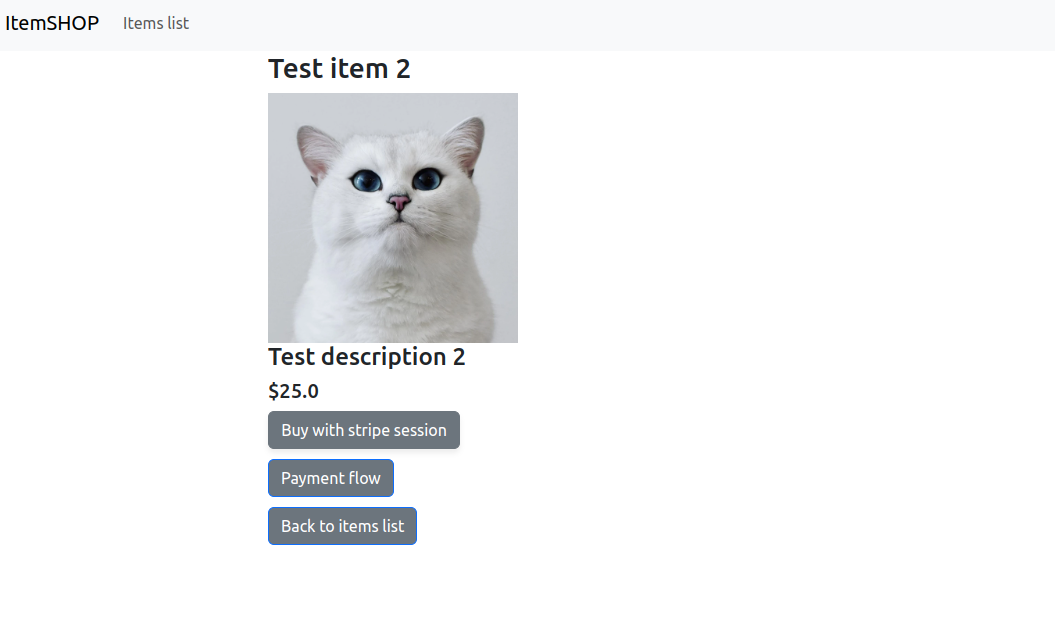 ItemSHOP Items list
Test item 2
Test description 2
$25.0
Buy with stripe session
Payment flow
Back to items list